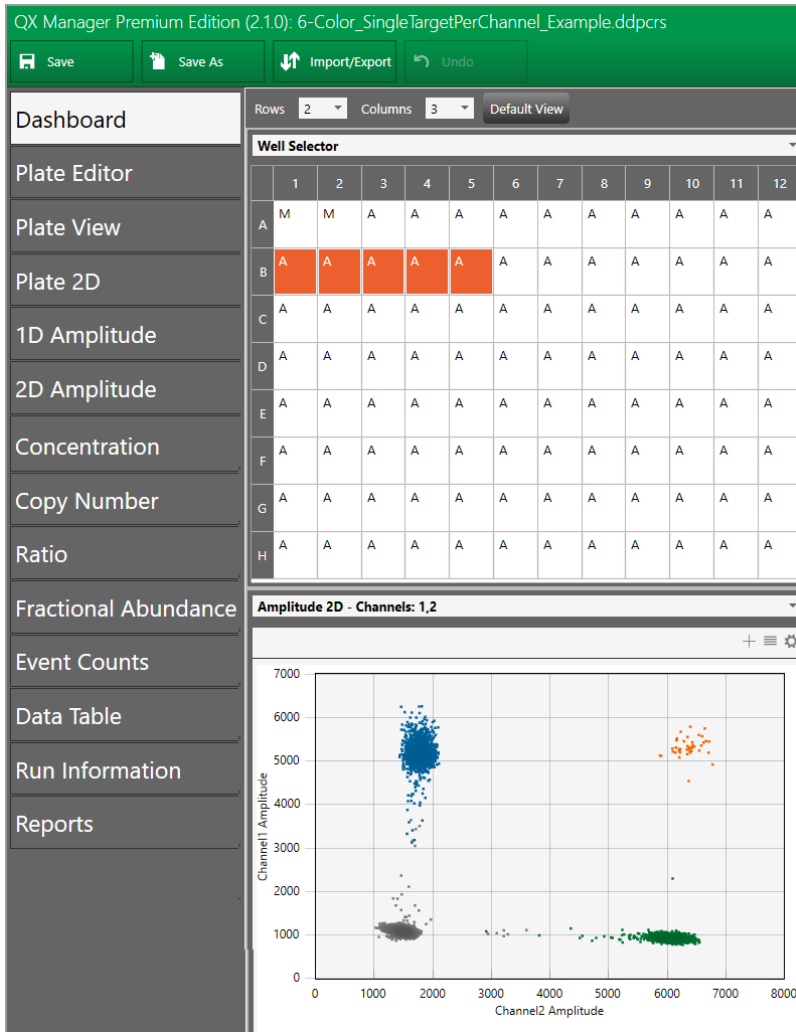 QX Manager Premium Edition (2.1.0): 6-Color_SingleTargetPerChannel_Example.ddpcrs
Save Save As Import/Export Undo
Dashboard
Plate Editor
Plate View
Plate 2D
1D Amplitude
2D Amplitude
Concentration
Copy Number
Ratio
Fractional Abundance
Event Counts
Data Table
Run Information
Reports
Rows 2 Columns 3 Default View
Well Selector
1 2 3 4 5 6 7 8 9 10 11 12
A M M A A A A A A A A A A
B A A A A A A A A A A A A
C A A A A A A A A A A A A
D A A A A A A A A A A A A
E A A A A A A A A A A A A
F A A A A A A A A A A A A
G A A A A A A A A A A A A
H A A A A A A A A A A A A
Amplitude 2D - Channels: 1,2
7000
6000
5000
4000
3000
2000
1000
0
Channel1 Amplitude
0 1000 2000 3000 4000 5000 6000 7000 8000
Channel2 Amplitude